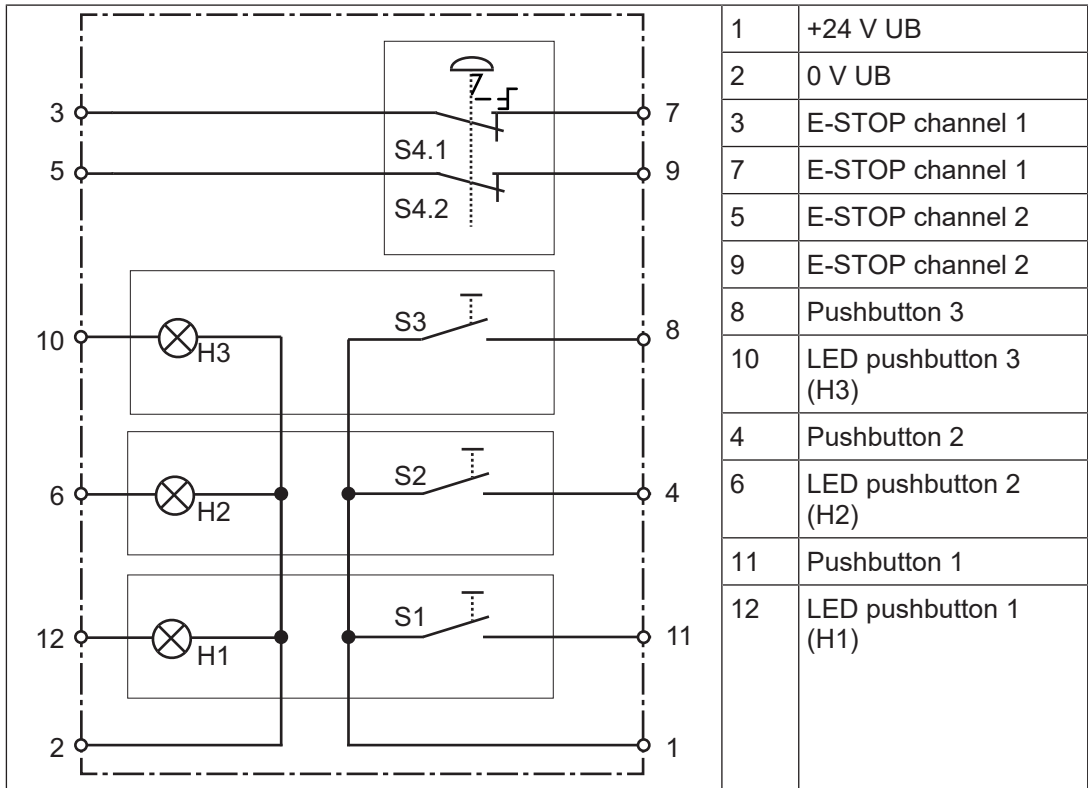 3
7
S4.1
5
9
S4.2
10
H3
S3
8
6
H2
S2
4
12
H1
S1
11
2
1
1 +24 V UB
2 0 V UB
3 E-STOP channel 1
7 E-STOP channel 1
5 E-STOP channel 2
9 E-STOP channel 2
8 Pushbutton 3
10 LED pushbutton 3
(H3)
4 Pushbutton 2
6 LED pushbutton 2
(H2)
11 Pushbutton 1
12 LED pushbutton 1
(H1)